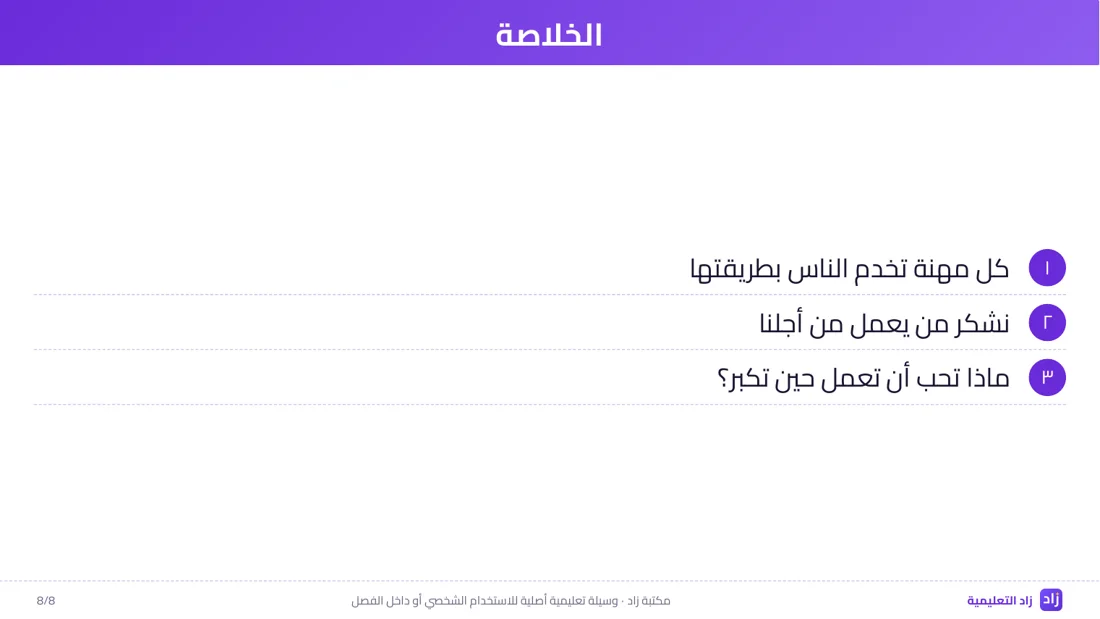 الخلاصة
١ كل مهنة تخدم الناس بطريقتها
٢ نشكر من يعمل من أجلنا
٣ ماذا تحب أن تعمل حين تكبر؟
زاد زاد التعليمية
مكتبة زاد · وسيلة تعليمية أصلية للاستخدام الشخصي أو داخل الفصل
8/8